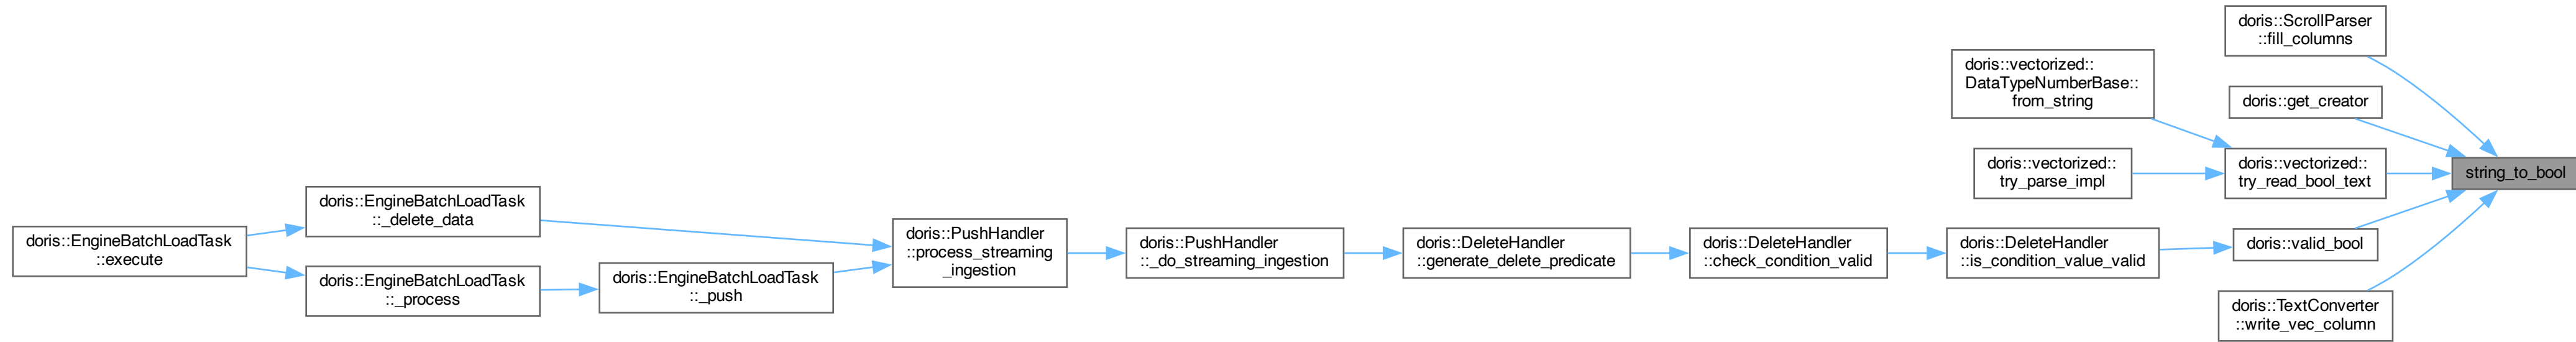 doris::EngineBatchLoadTask
::execute
doris::EngineBatchLoadTask
::_delete_data
doris::EngineBatchLoadTask
::_process
doris::EngineBatchLoadTask
::_push
doris::PushHandler
::process_streaming
_ingestion
doris::PushHandler
::_do_streaming_ingestion
doris::DeleteHandler
::generate_delete_predicate
doris::DeleteHandler
::check_condition_valid
doris::DeleteHandler
::is_condition_value_valid
doris::vectorized::
DataTypeNumberBase::
from_string
doris::vectorized::
try_parse_impl
doris::ScrollParser
::fill_columns
doris::get_creator
doris::vectorized::
try_read_bool_text
doris::valid_bool
doris::TextConverter
::write_vec_column
string_to_bool